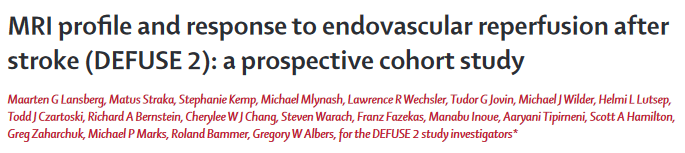 MRI profile and response to endovascular reperfusion after
stroke (DEFUSE 2): a prospective cohort study
Maarten G Lansberg, Matus Straka, Stephanie Kemp, Michael Mlynash, Lawrence R Wechsler, Tudor G Jovin, Michael J Wilder, Helmi L Lutsep,
Todd J Czartoski, Richard A Bernstein, Cherylee W J Chang, Steven Warach, Franz Fazekas, Manabu Inoue, Aaryani Tipirneni, Scott A Hamilton,
Greg Zaharchuk, Michael P Marks, Roland Bammer, Gregory W Albers, for the DEFUSE 2 study investigators*